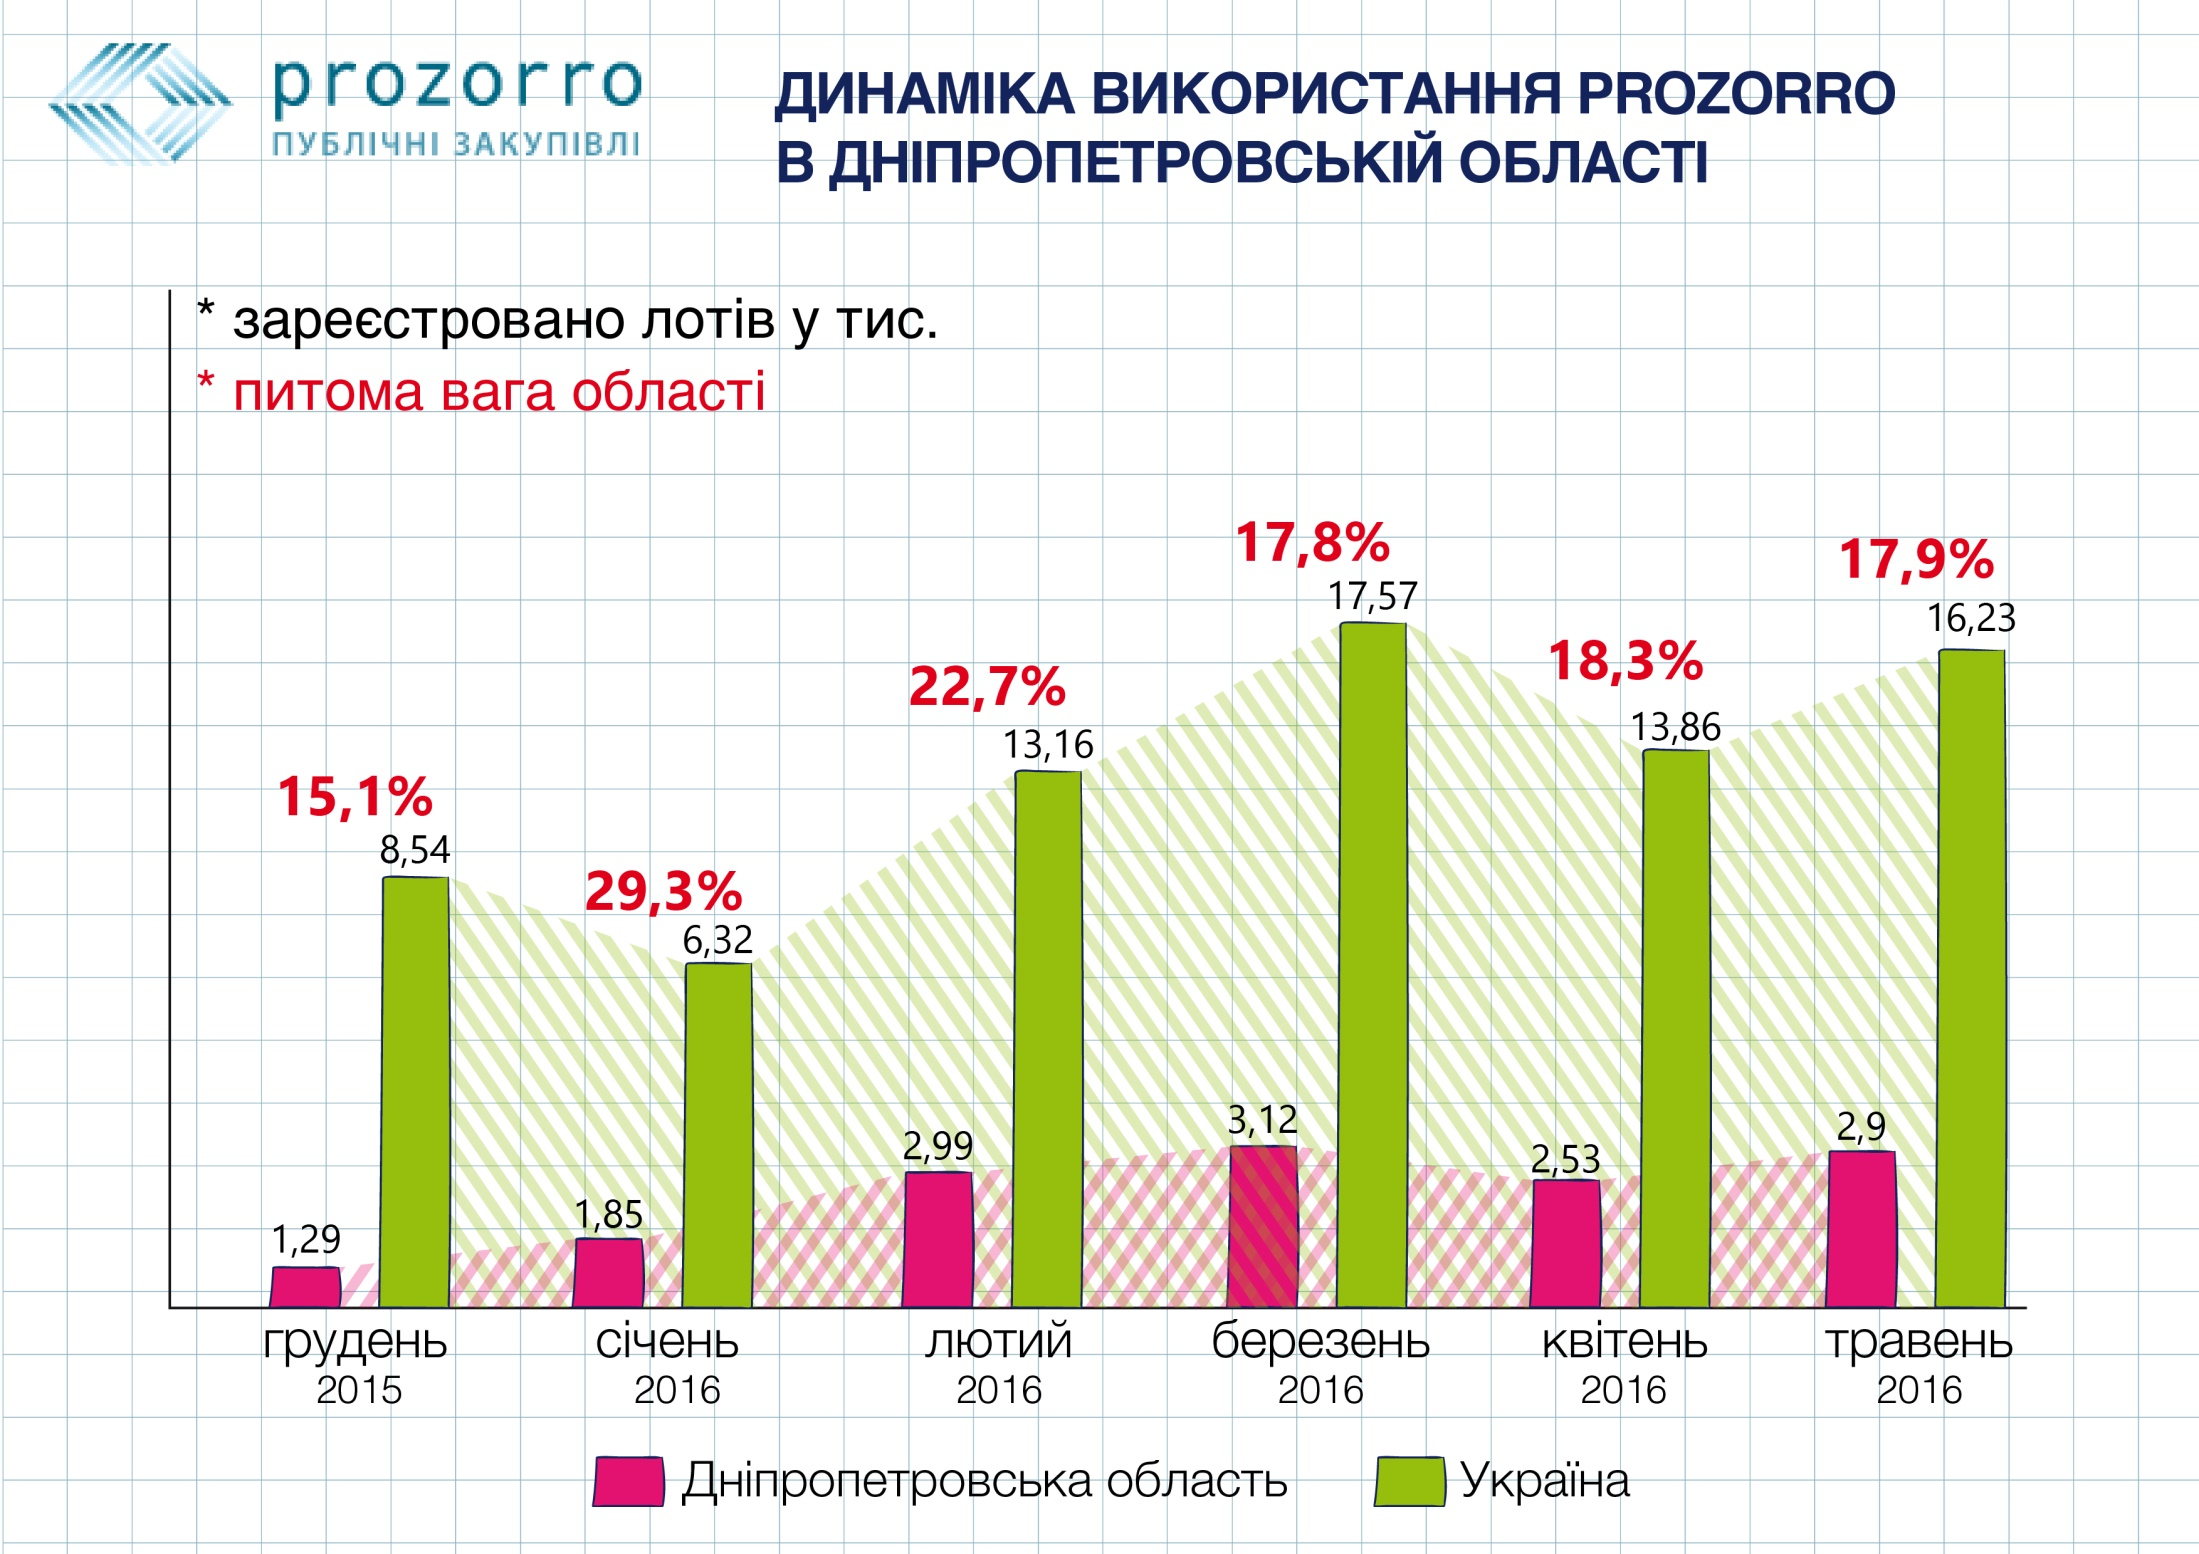 prozorro
ПУБЛІЧНІ ЗАКУПІВЛІ
ДИНАМІКА ВИКОРИСТАННЯ PROZORRO
В ДНІПРОПЕТРОВСЬКІЙ ОБЛАСТІ
* зареєстровано лотів у тис.
* питома вага області
15,1%
8,54
1,29
29,3%
6,32
1,85
22,7%
13,16
2,99
17,8%
17,57
3,12
18,3%
13,86
2,53
17,9%
16,23
2,9
грудень
2015
січень
2016
лютий
2016
березень
2016
квітень
2016
травень
2016
Дніпропетровська область
Україна